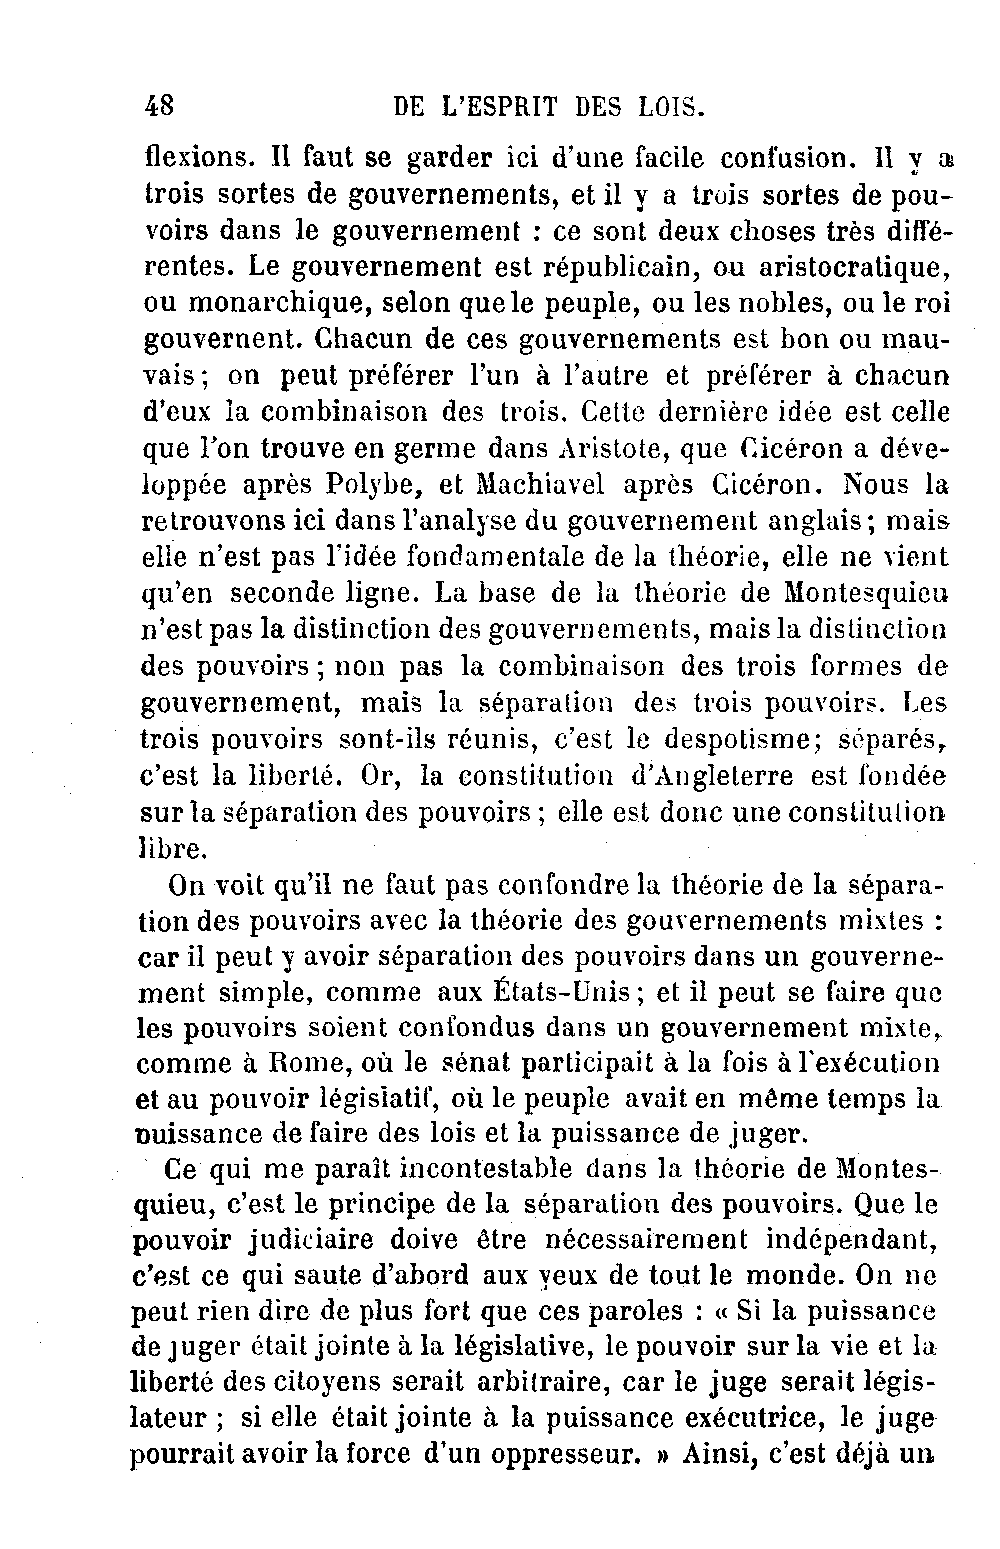 48 DE L'ESPRIT DES LOIS.
flexions. Il faut se garder ici d'une facile confusion. Il y a
trois sortes de gouvernements, et il y a trois sortes de pou-
voirs dans le gouvernement : ce sont deux choses très diffé-
rentes. Le gouvernement est républicain, ou aristocratique,
ou monarchique, selon que le peuple, ou les nobles, ou le roi
gouvernent. Chacun de ces gouvernements est bon ou mau-
vais ; on peut préférer l'un à l'autre et préférer à chacun
d'eux la combinaison des trois. Cette dernière idée est celle
que l'on trouve en germe dans Aristote, que Cicéron a déve-
loppée après Polybe, et Machiavel après Cicéron. Nous la
retrouvons ici dans l'analyse du gouvernement anglais ; mais
elle n'est pas l'idée fondamentale de la théorie, elle ne vient
qu'en seconde ligne. La base de la théorie de Montesquieu
n'est pas la distinction des gouvernements, mais la distinction
des pouvoirs ; non pas la combinaison des trois formes de
gouvernement, mais la séparation des trois pouvoirs. Les
trois pouvoirs sont-ils réunis, c'est le despotisme; séparés,
c'est la liberté. Or, la constitution d'Angleterre est fondée
sur la séparation des pouvoirs ; elle est donc une constitution
libre.
On voit qu'il ne faut pas confondre la théorie de la sépara-
tion des pouvoirs avec la théorie des gouvernements mixtes :
car il peut y avoir séparation des pouvoirs dans un gouverne-
ment simple, comme aux États-Unis ; et il peut se faire que
les pouvoirs soient confondus dans un gouvernement mixte,
comme à Rome, où le sénat participait à la fois à l'exécution
et au pouvoir législatif, où le peuple avait en même temps la
puissance de faire des lois et la puissance de juger.
Ce qui me paraît incontestable dans la théorie de Montes-
quieu, c'est le principe de la séparation des pouvoirs. Que le
pouvoir judiciaire doive être nécessairement indépendant,
c'est ce qui saute d'abord aux yeux de tout le monde. On ne
peut rien dire de plus fort que ces paroles : « Si la puissance
de juger était jointe à la législative, le pouvoir sur la vie et la
liberté des citoyens serait arbitraire, car le juge serait légis-
lateur ; si elle était jointe à la puissance exécutrice, le juge
pourrait avoir la force d'un oppresseur. » Ainsi, c'est déjà un